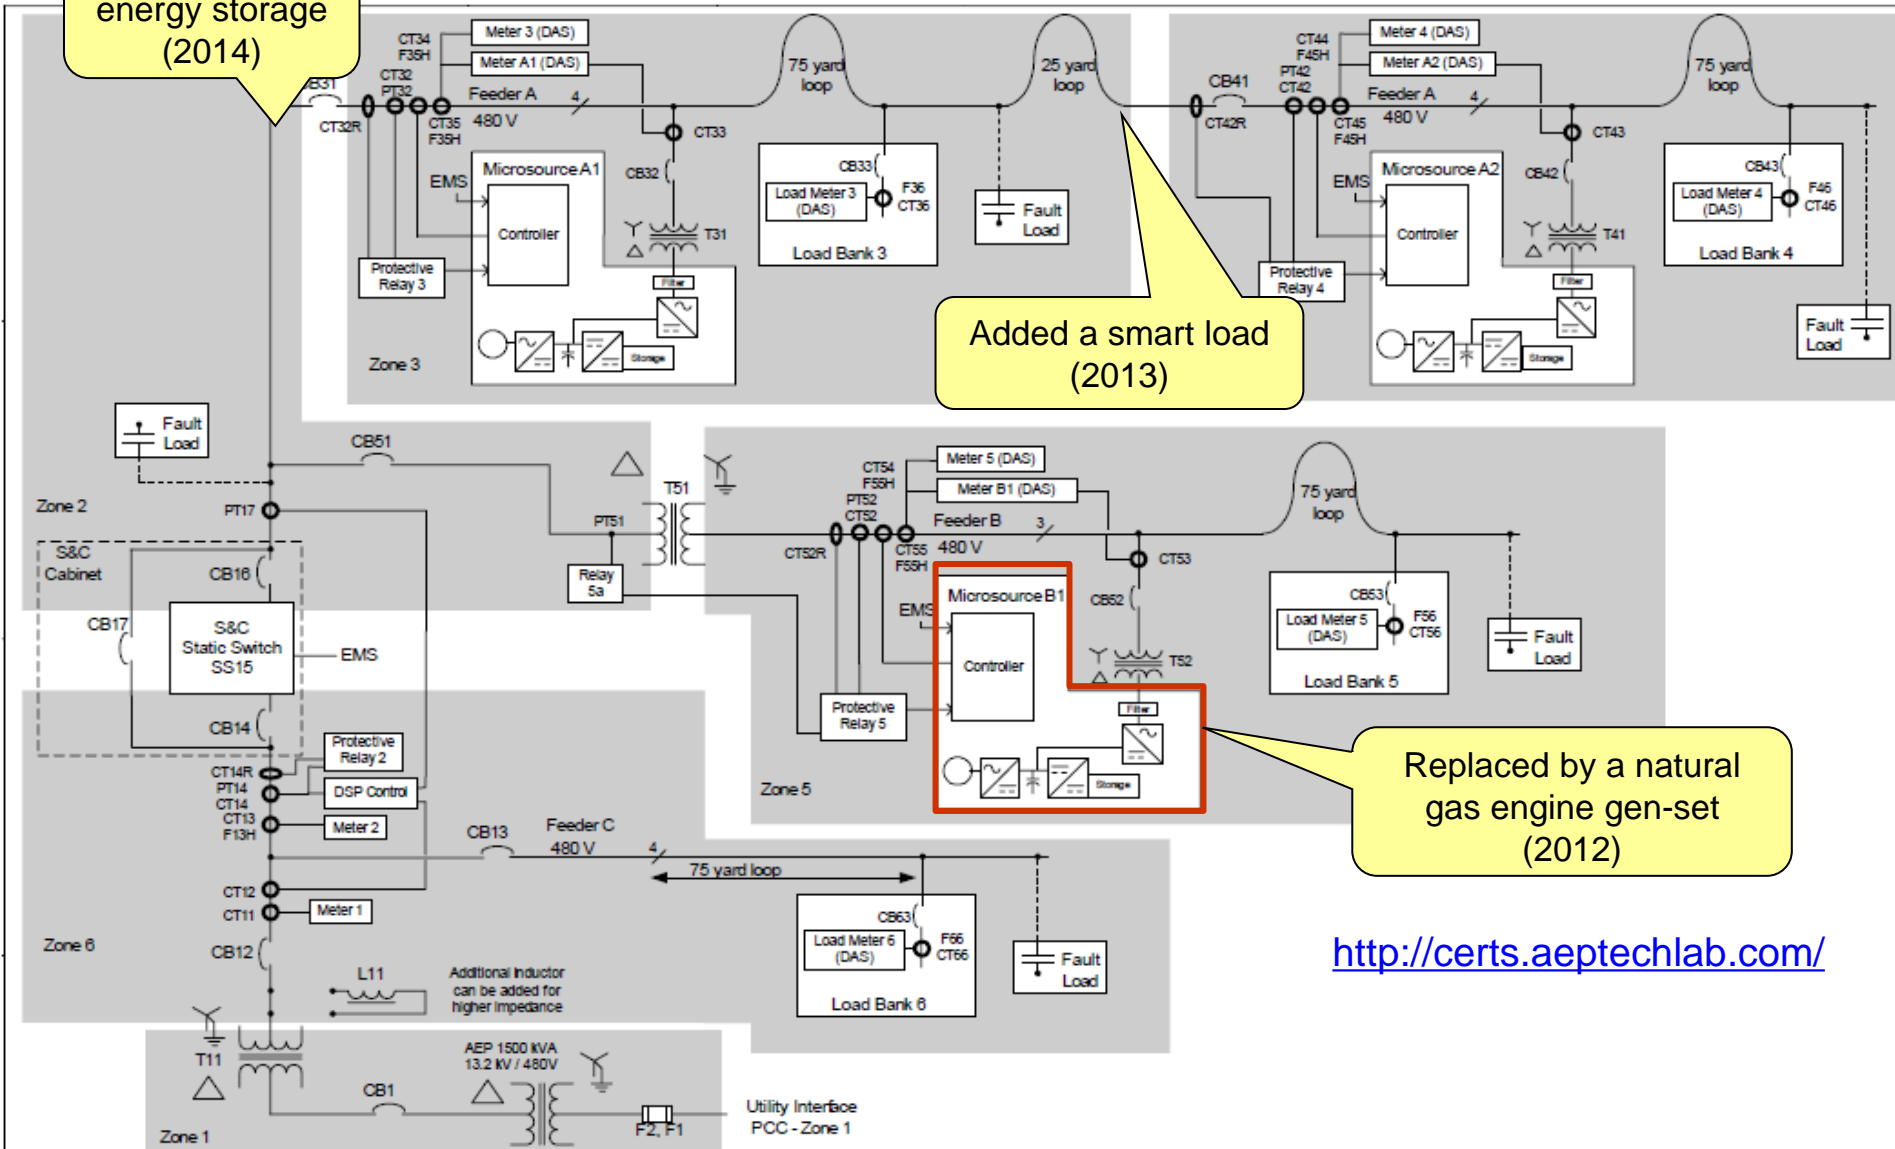 energy storage
(2014)
CB31
CT32R
CT34
F35H
CT32
PT32
Meter 3 (DAS)
Meter A1 (DAS)
Feeder A
4
480 V
CT35
F35H
CT33
75 yard
loop
25 yard
loop
EMS
Microsource A1
Controller
CB32
T31
Filter
Storage
Protective
Relay 3
Zone 3
CB33
Load Meter 3
(DAS)
F36
CT36
Load Bank 3
Fault
Load
CT42R
CB41
CT44
F45H
PT42
CT42
Meter 4 (DAS)
Meter A2 (DAS)
Feeder A
4
480 V
CT45
F45H
CT43
75 yard
loop
EMS
Microsource A2
Controller
CB42
T41
Filter
Storage
Protective
Relay 4
CB43
Load Meter 4
(DAS)
F46
CT46
Load Bank 4
Fault
Load
Added a smart load
(2013)
Fault
Load
CB51
Zone 2
PT17
T51
PT51
Relay
5a
S&C
Cabinet
CB16
CB17
S&C
Static Switch
SS15
EMS
CB14
CT52R
CT54
F55H
PT52
CT52
Meter 5 (DAS)
Meter B1 (DAS)
Feeder B
3
480 V
CT55
F55H
CT53
75 yard
loop
EMS
Microsource B1
Controller
CB52
T52
Filter
Storage
Protective
Relay 5
Zone 5
CB53
Load Meter 5
(DAS)
F56
CT56
Load Bank 5
Fault
Load
Replaced by a natural
gas engine gen-set
(2012)
Protective
Relay 2
CT14R
PT14
CT14
CT13
F13H
DSP Control
Meter 2
CB13
Feeder C
480 V
4
75 yard loop
CT12
CT11
Meter 1
CB12
Zone 6
L11
Additional inductor
can be added for
higher impedance
CB63
Load Meter 6
(DAS)
F66
CT66
Load Bank 6
Fault
Load
http://certs.aeptechlab.com/
T11
AEP 1500 kVA
13.2 kV / 480V
CB1
F2, F1
Utility Interface
PCC - Zone 1
Zone 1